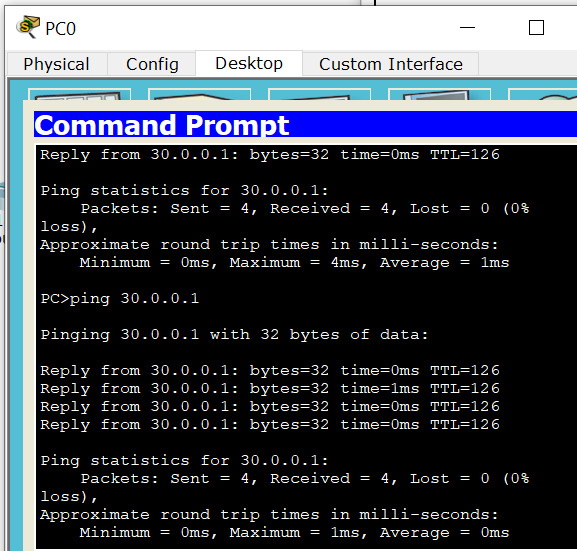 PC0
Physical Config Desktop Custom Interface
Command Prompt
Reply from 30.0.0.1: bytes=32 time=0ms TTL=126
Ping statistics for 30.0.0.1:
Packets: Sent = 4, Received = 4, Lost = 0 (0%
loss),
Approximate round trip times in milli-seconds:
Minimum = 0ms, Maximum = 4ms, Average = 1ms
PC>ping 30.0.0.1
Pinging 30.0.0.1 with 32 bytes of data:
Reply from 30.0.0.1: bytes=32 time=0ms TTL=126
Reply from 30.0.0.1: bytes=32 time=1ms TTL=126
Reply from 30.0.0.1: bytes=32 time=0ms TTL=126
Reply from 30.0.0.1: bytes=32 time=0ms TTL=126
Ping statistics for 30.0.0.1:
Packets: Sent = 4, Received = 4, Lost = 0 (0%
loss),
Approximate round trip times in milli-seconds:
Minimum = 0ms, Maximum = 1ms, Average = 0ms